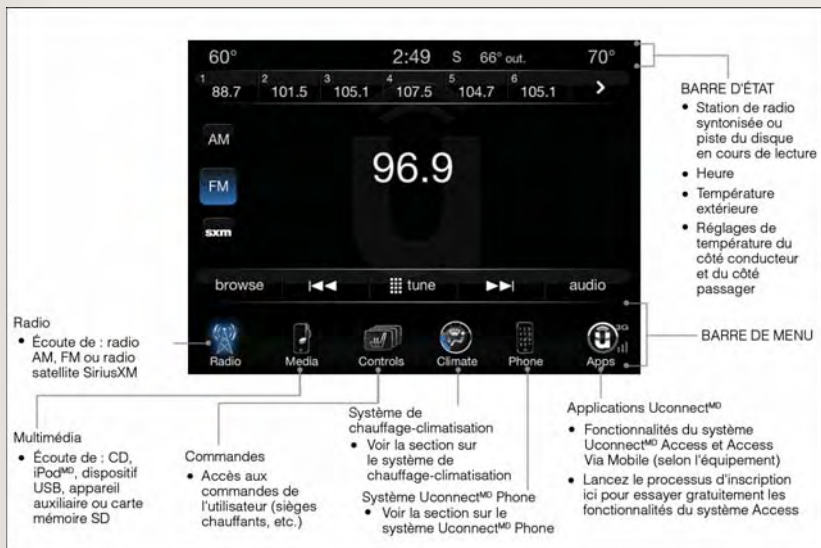 60° 2:49 S 66° out. 70°
1 88.7 2 101.5 3 105.1 4 107.5 5 104.7 6 105.1
AM
FM
sxm
96.9
browse tune audio
Radio Media Controls Climate Phone Apps
3G
BARRE D'ÉTAT
• Station de radio
syntonisée ou
piste du disque
en cours de lecture
• Heure
• Température
extérieure
• Réglages de
température du
côté conducteur
et du côté
passager
BARRE DE MENU
Radio
• Écoute de : radio
AM, FM ou radio
satellite SiriusXM
Multimédia
• Écoute de : CD,
iPodᴹᴰ, dispositif
USB, appareil
auxiliaire ou carte
mémoire SD
Commandes
• Accès aux
commandes de
l'utilisateur (sièges
chauffants, etc.)
Système de
chauffage-climatisation
• Voir la section sur
le système de
chauffage-climatisation
Système Uconnectᴹᴰ Phone
• Voir la section sur le
système Uconnectᴹᴰ Phone
Applications Uconnectᴹᴰ
• Fonctionnalités du système
Uconnectᴹᴰ Access et Access
Via Mobile (selon l'équipement)
• Lancez le processus d'inscription
ici pour essayer gratuitement les
fonctionnalités du système Access